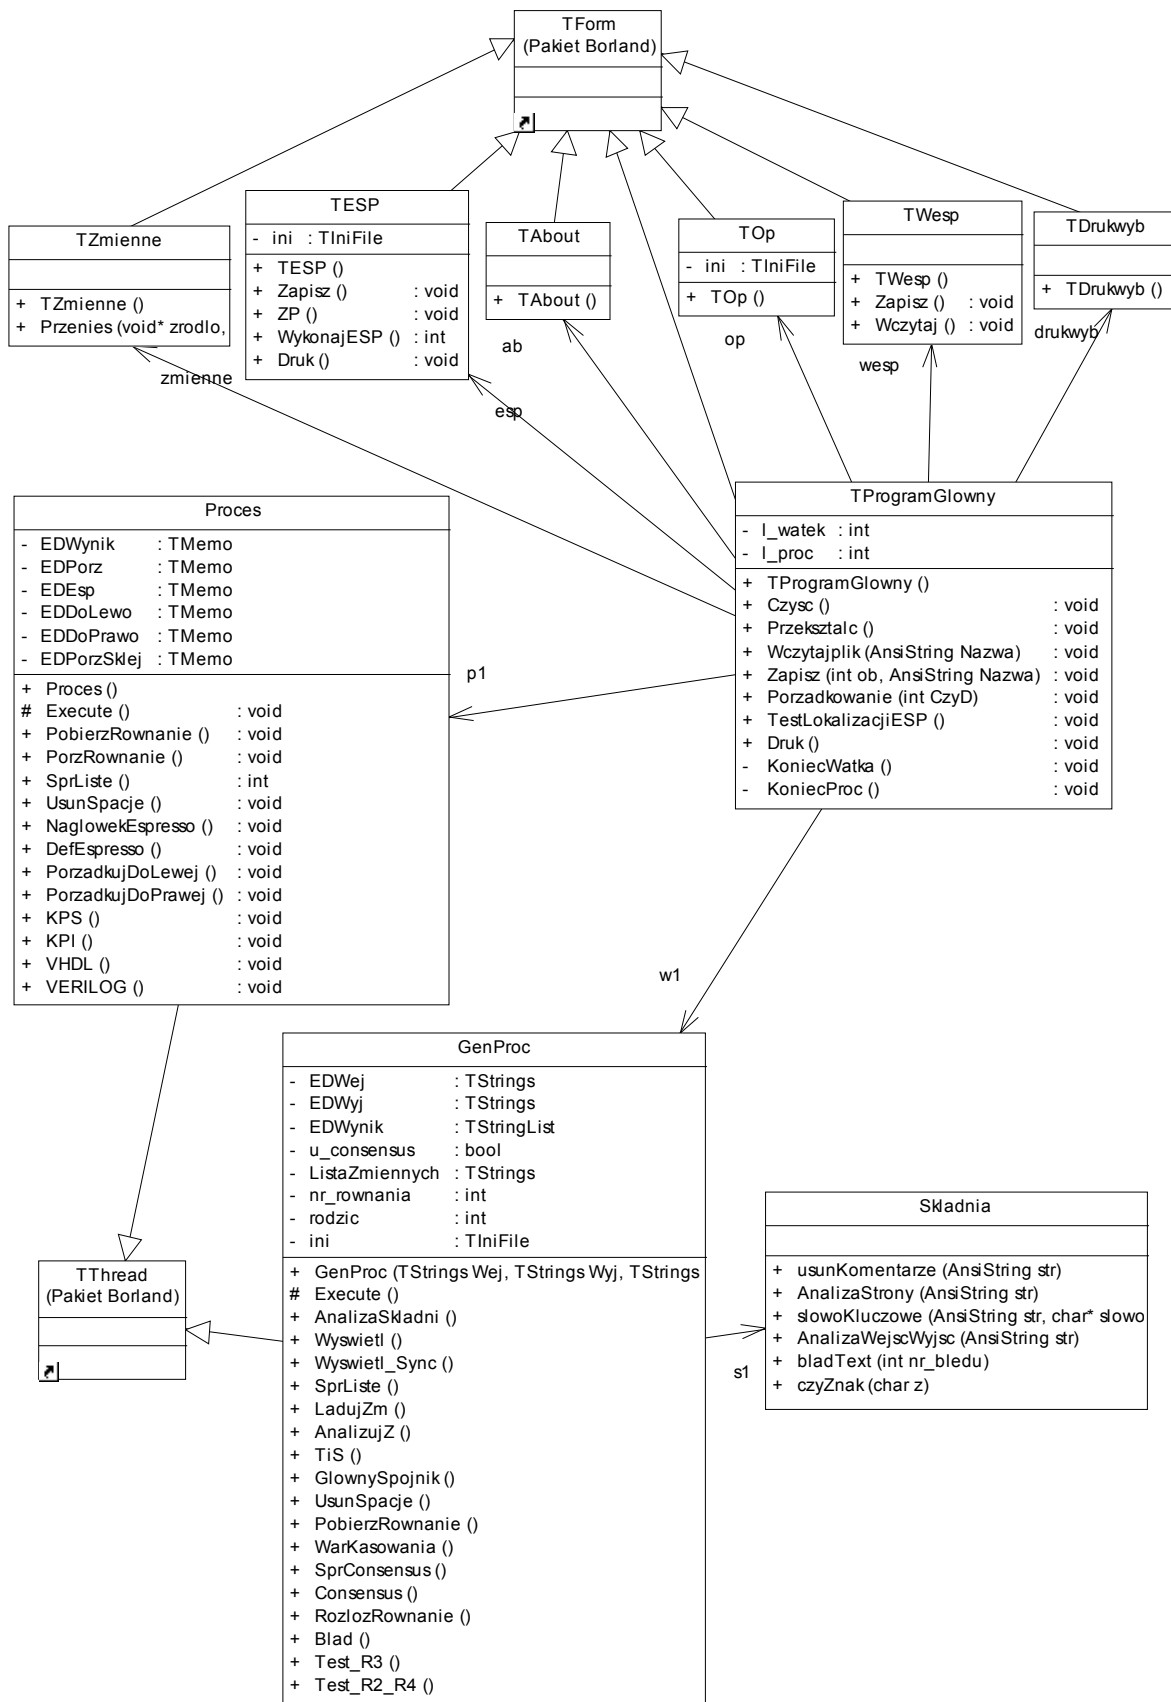 TForm
(Pakiet Borland)
TZmienne
+ TZmienne ()
+ Przenies (void* zrodlo,
TESP
- ini : TIniFile
+ TESP ()
+ Zapisz () : void
+ ZP () : void
+ WykonajESP () : int
+ Druk () : void
TAbout
+ TAbout ()
TOp
- ini : TIniFile
+ TOp ()
TWesp
+ TWesp ()
+ Zapisz () : void
+ Wczytaj () : void
TDrukwyb
+ TDrukwyb ()
zmienne
esp
ab
op
wesp
drukwyb
Proces
- EDWynik : TMemo
- EDPorz : TMemo
- EDEsp : TMemo
- EDDoLewo : TMemo
- EDDoPrawo : TMemo
- EDPorzSklej : TMemo
+ Proces ()
# Execute () : void
+ PobierzRownanie () : void
+ PorzRownanie () : void
+ SprListe () : int
+ UsunSpacje () : void
+ NaglowekEspresso () : void
+ DefEspresso () : void
+ PorzadkujDoLewej () : void
+ PorzadkujDoPrawej () : void
+ KPS () : void
+ KPI () : void
+ VHDL () : void
+ VERILOG () : void
p1
TProgramGlowny
- l_watek : int
- l_proc : int
+ TProgramGlowny ()
+ Czysc () : void
+ Przeksztalc () : void
+ Wczytajplik (AnsiString Nazwa) : void
+ Zapisz (int ob, AnsiString Nazwa) : void
+ Porzadkowanie (int CzyD) : void
+ TestLokalizacjiESP () : void
+ Druk () : void
- KoniecWatka () : void
- KoniecProc () : void
w1
GenProc
- EDWej : TStrings
- EDWyj : TStrings
- EDWynik : TStringList
- u_consensus : bool
- ListaZmiennych : TStrings
- nr_rownania : int
- rodzic : int
- ini : TIniFile
+ GenProc (TStrings Wej, TStrings Wyj, TStrings
# Execute ()
+ AnalizaSkladni ()
+ Wyswietl ()
+ Wyswietl_Sync ()
+ SprListe ()
+ LadujZm ()
+ AnalizujZ ()
+ TiS ()
+ GlownySpojnik ()
+ UsunSpacje ()
+ PobierzRownanie ()
+ WarKasowania ()
+ SprConsensus ()
+ Consensus ()
+ RozlozRownanie ()
+ Blad ()
+ Test_R3 ()
+ Test_R2_R4 ()
TThread
(Pakiet Borland)
s1
Skladnia
+ usunKomentarze (AnsiString str)
+ AnalizaStrony (AnsiString str)
+ slowoKluczowe (AnsiString str, char* slowo
+ AnalizaWejscWyjsc (AnsiString str)
+ bladText (int nr_bledu)
+ czyZnak (char z)